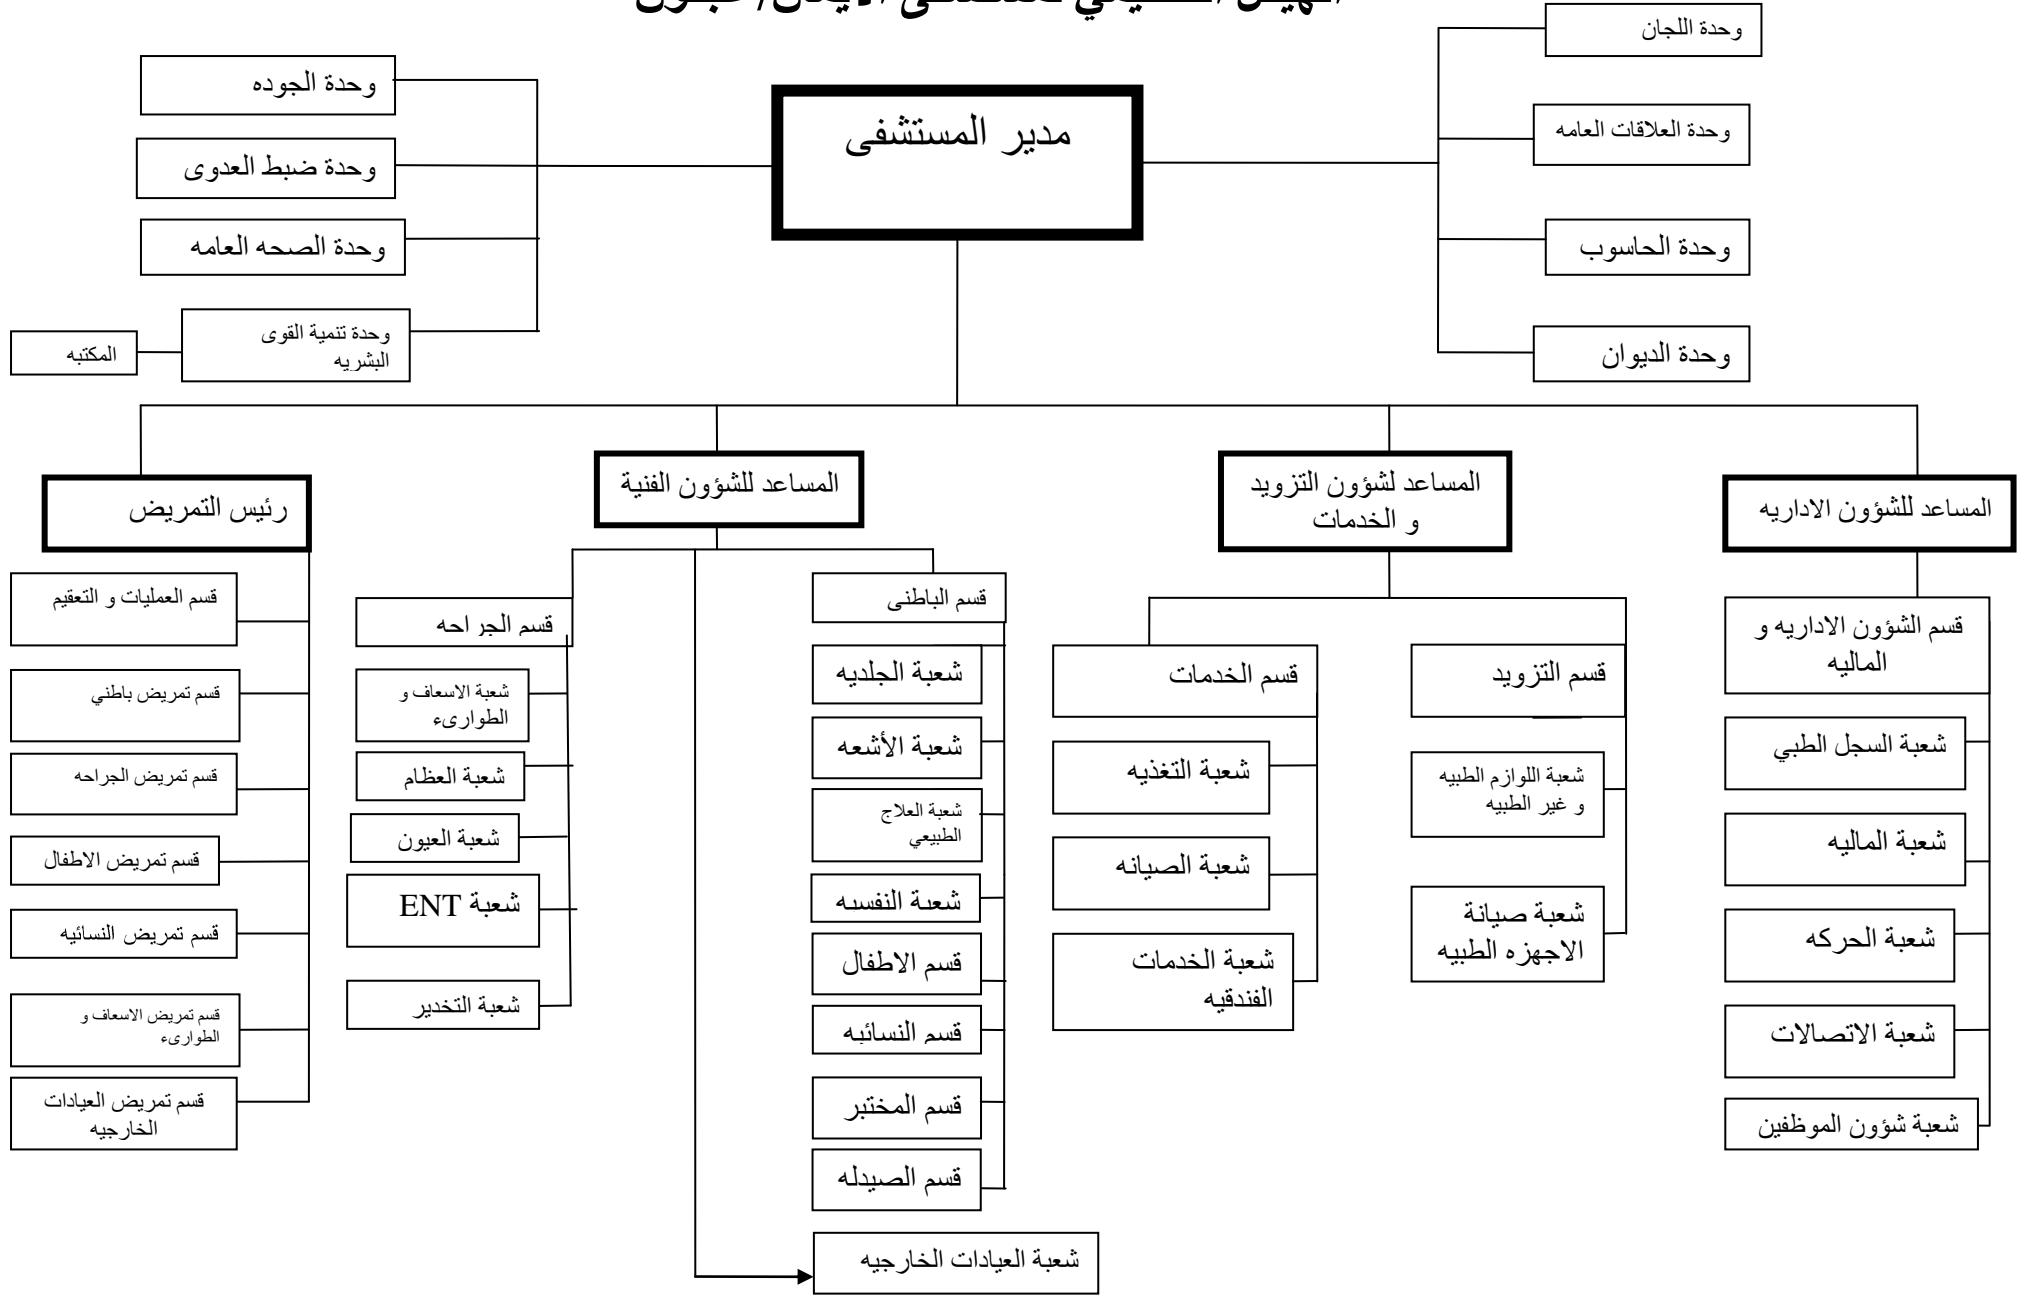 وحدة اللجان
وحدة الجوده
مدير المستشفى
وحدة العلاقات العامه
وحدة ضبط العدوى
وحدة الحاسوب
وحدة الصحه العامه
وحدة الديوان
وحدة تنمية القوى
البشريه
المكتبه
المساعد للشؤون الاداريه
المساعد لشؤون التزويد
و الخدمات
المساعد للشؤون الفنية
رئيس التمريض
قسم الشؤون الاداريه و
الماليه
شعبة السجل الطبي
شعبة الماليه
شعبة الحركه
شعبة الاتصالات
شعبة شؤون الموظفين
قسم التزويد
شعبة اللوازم الطبيه
و غير الطبيه
شعبة صيانة
الاجهزه الطبيه
قسم الخدمات
شعبة التغذيه
شعبة الصيانه
شعبة الخدمات
الفندقيه
قسم الباطنى
شعبة الجلديه
شعبة الأشعه
شعبة العلاج
الطبيعي
شعبة النفسيه
قسم الاطفال
قسم النسائيه
قسم المختبر
قسم الصيدله
شعبة العيادات الخارجيه
قسم الجراحه
شعبة الاسعاف و
الطوارىء
شعبة العظام
شعبة العيون
شعبة ENT
شعبة التخدير
قسم العمليات و التعقيم
قسم تمريض باطني
قسم تمريض الجراحه
قسم تمريض الاطفال
قسم تمريض النسائيه
قسم تمريض الاسعاف و
الطوارىء
قسم تمريض العيادات
الخارجيه